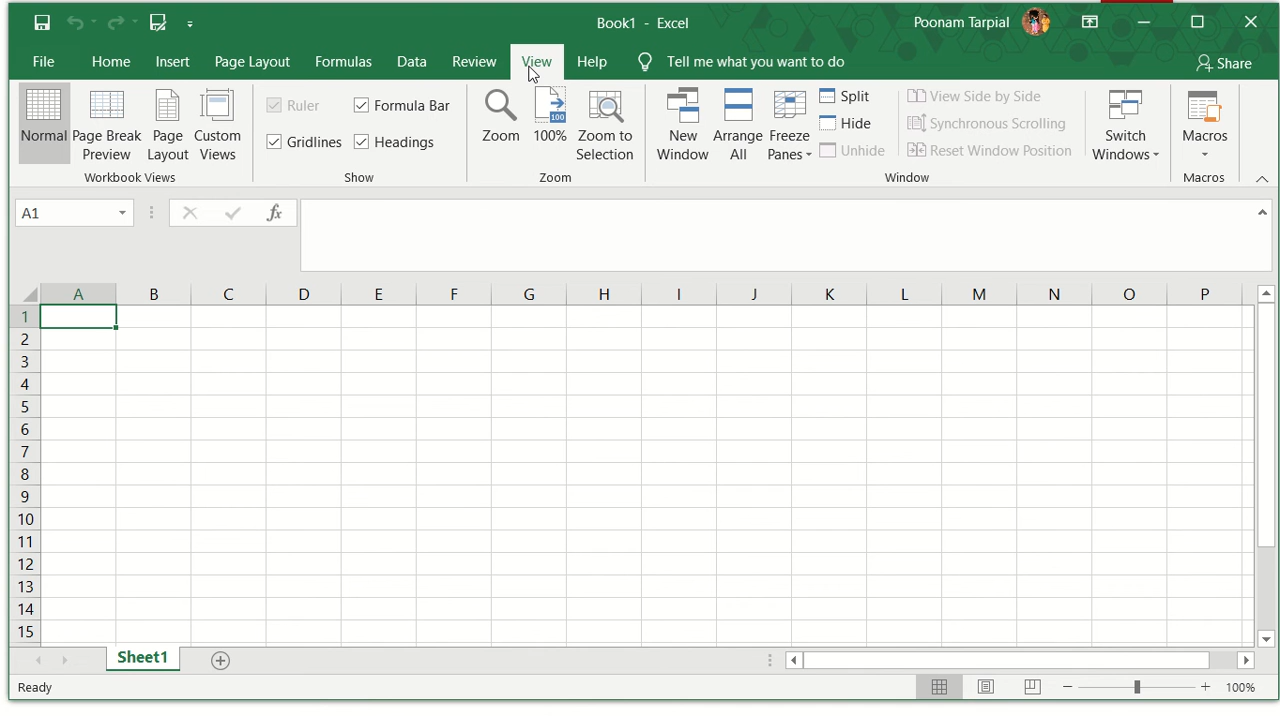 Book1 - Excel
Poonam Tarpial
File Home Insert Page Layout Formulas Data Review View Help Tell me what you want to do Share
Normal
Page Break Preview
Page Layout
Custom Views
Workbook Views
Ruler
Formula Bar
Gridlines
Headings
Show
Zoom
100
100%
Zoom to Selection
Zoom
New Window
Arrange All
Freeze Panes
Split
Hide
Unhide
View Side by Side
Synchronous Scrolling
Reset Window Position
Switch Windows
Window
Macros
Macros
A1
fx
A B C D E F G H I J K L M N O P
1
2
3
4
5
6
7
8
9
10
11
12
13
14
15
Sheet1
Ready
100%